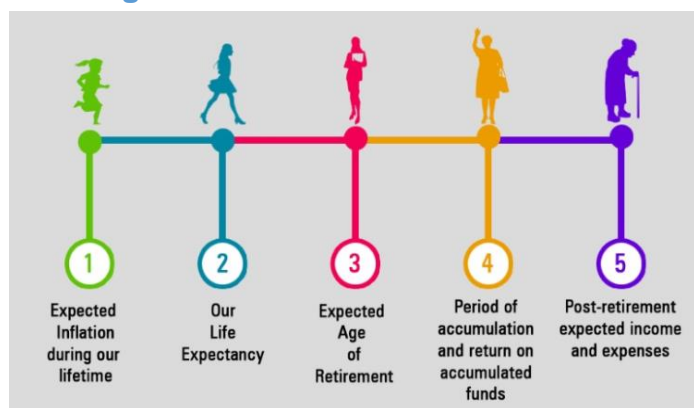 1
Expected
Inflation
during our
lifetime
2
Our
Life
Expectancy
3
Expected
Age
of
Retirement
4
Period of
accumulation
and return on
accumulated
funds
5
Post-retirement
expected income
and expenses